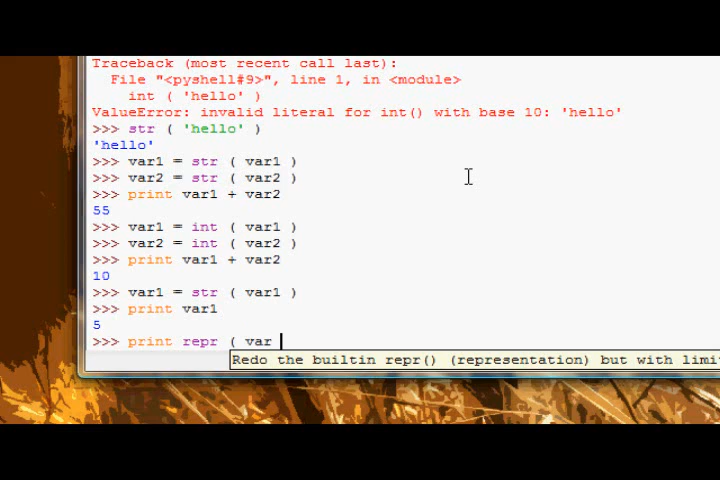 Traceback (most recent call last):
  File "<pyshell#9>", line 1, in <module>
    int ( 'hello' )
ValueError: invalid literal for int() with base 10: 'hello'
>>> str ( 'hello' )
'hello'
>>> var1 = str ( var1 )
>>> var2 = str ( var2 )
>>> print var1 + var2
55
>>> var1 = int ( var1 )
>>> var2 = int ( var2 )
>>> print var1 + var2
10
>>> var1 = str ( var1 )
>>> print var1
5
>>> print repr ( var
Redo the builtin repr() (representation) but with limi